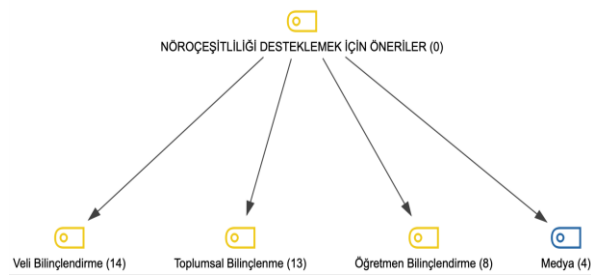 NÖROÇEŞİTLİLİĞİ DESTEKLEMEK İÇİN ÖNERİLER (0)
Veli Bilinçlendirme (14)
Toplumsal Bilinçlenme (13)
Öğretmen Bilinçlendirme (8)
Medya (4)